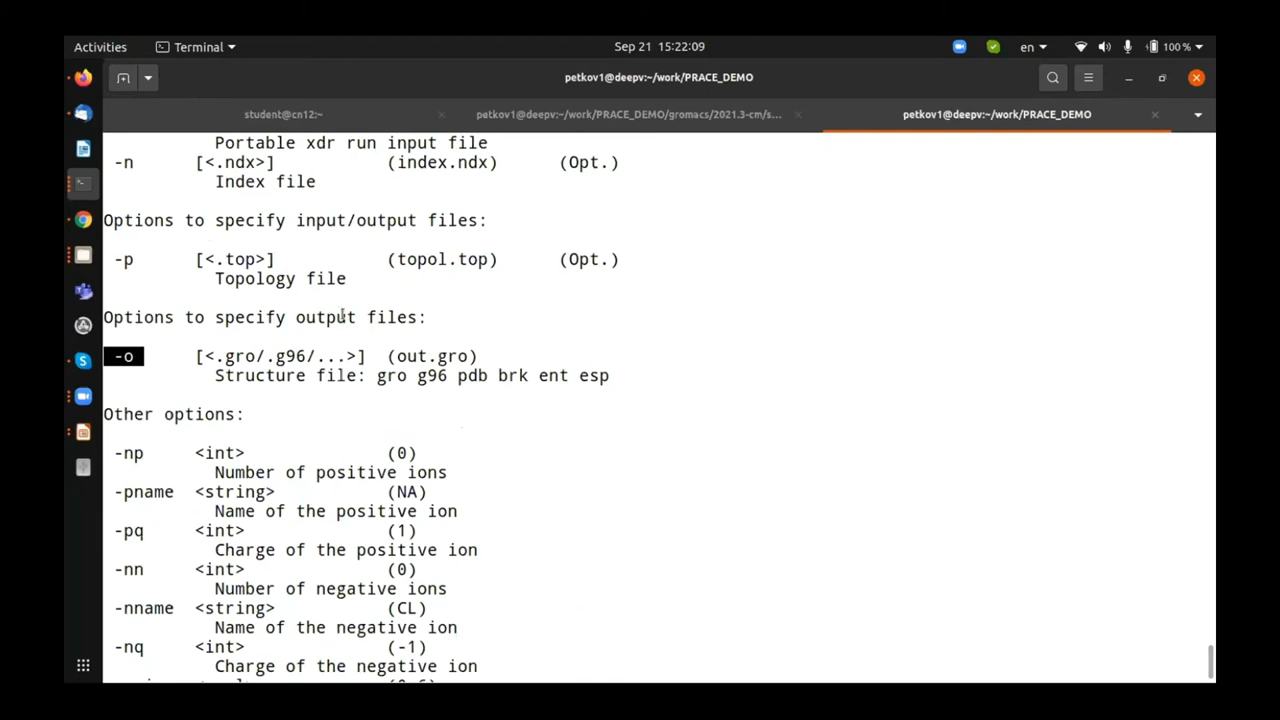 Activities Terminal Sep 21 15:22:09 en 100 %
petkov1@deepv:~/work/PRACE_DEMO
student@cn12:~ petkov1@deepv:~/work/PRACE_DEMO/gromacs/2021.3-cm/s... petkov1@deepv:~/work/PRACE_DEMO
Portable xdr run input file
-n [<.ndx>] (index.ndx) (Opt.)
Index file
Options to specify input/output files:
-p [<.top>] (topol.top) (Opt.)
Topology file
Options to specify output files:
-o [<.gro/.g96/...>] (out.gro)
Structure file: gro g96 pdb brk ent esp
Other options:
-np <int> (0)
Number of positive ions
-pname <string> (NA)
Name of the positive ion
-pq <int> (1)
Charge of the positive ion
-nn <int> (0)
Number of negative ions
-nname <string> (CL)
Name of the negative ion
-nq <int> (-1)
Charge of the negative ion